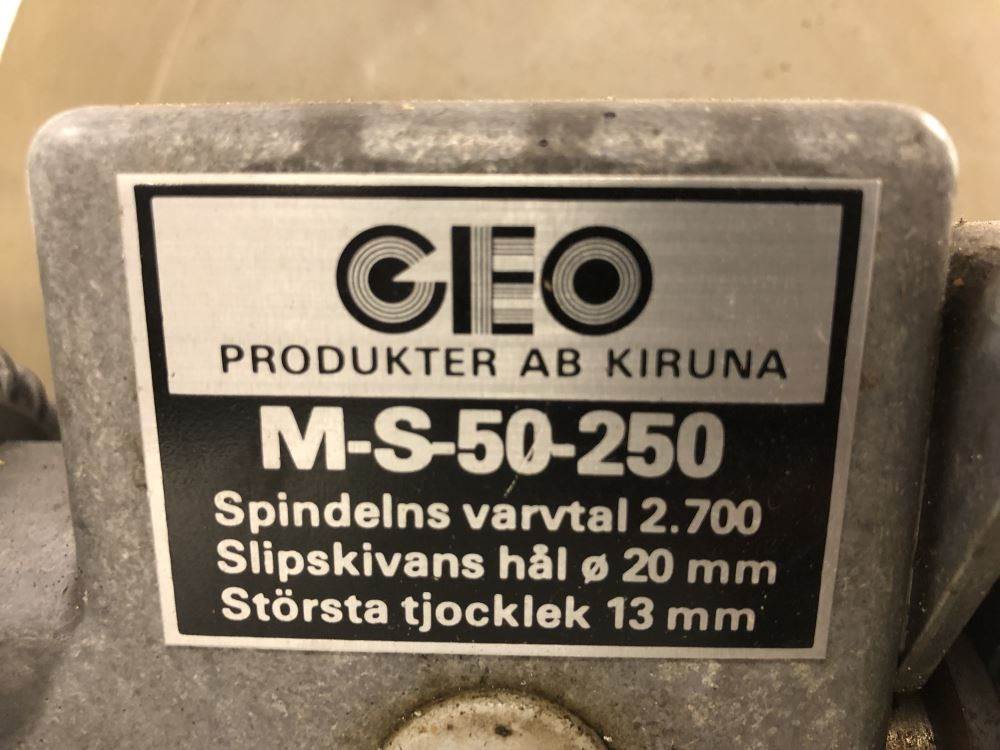 GEO
PRODUKTER AB KIRUNA
M-S-50-250
Spindelns varvtal 2.700
Slipskivans hål ø 20 mm
Största tjocklek 13 mm